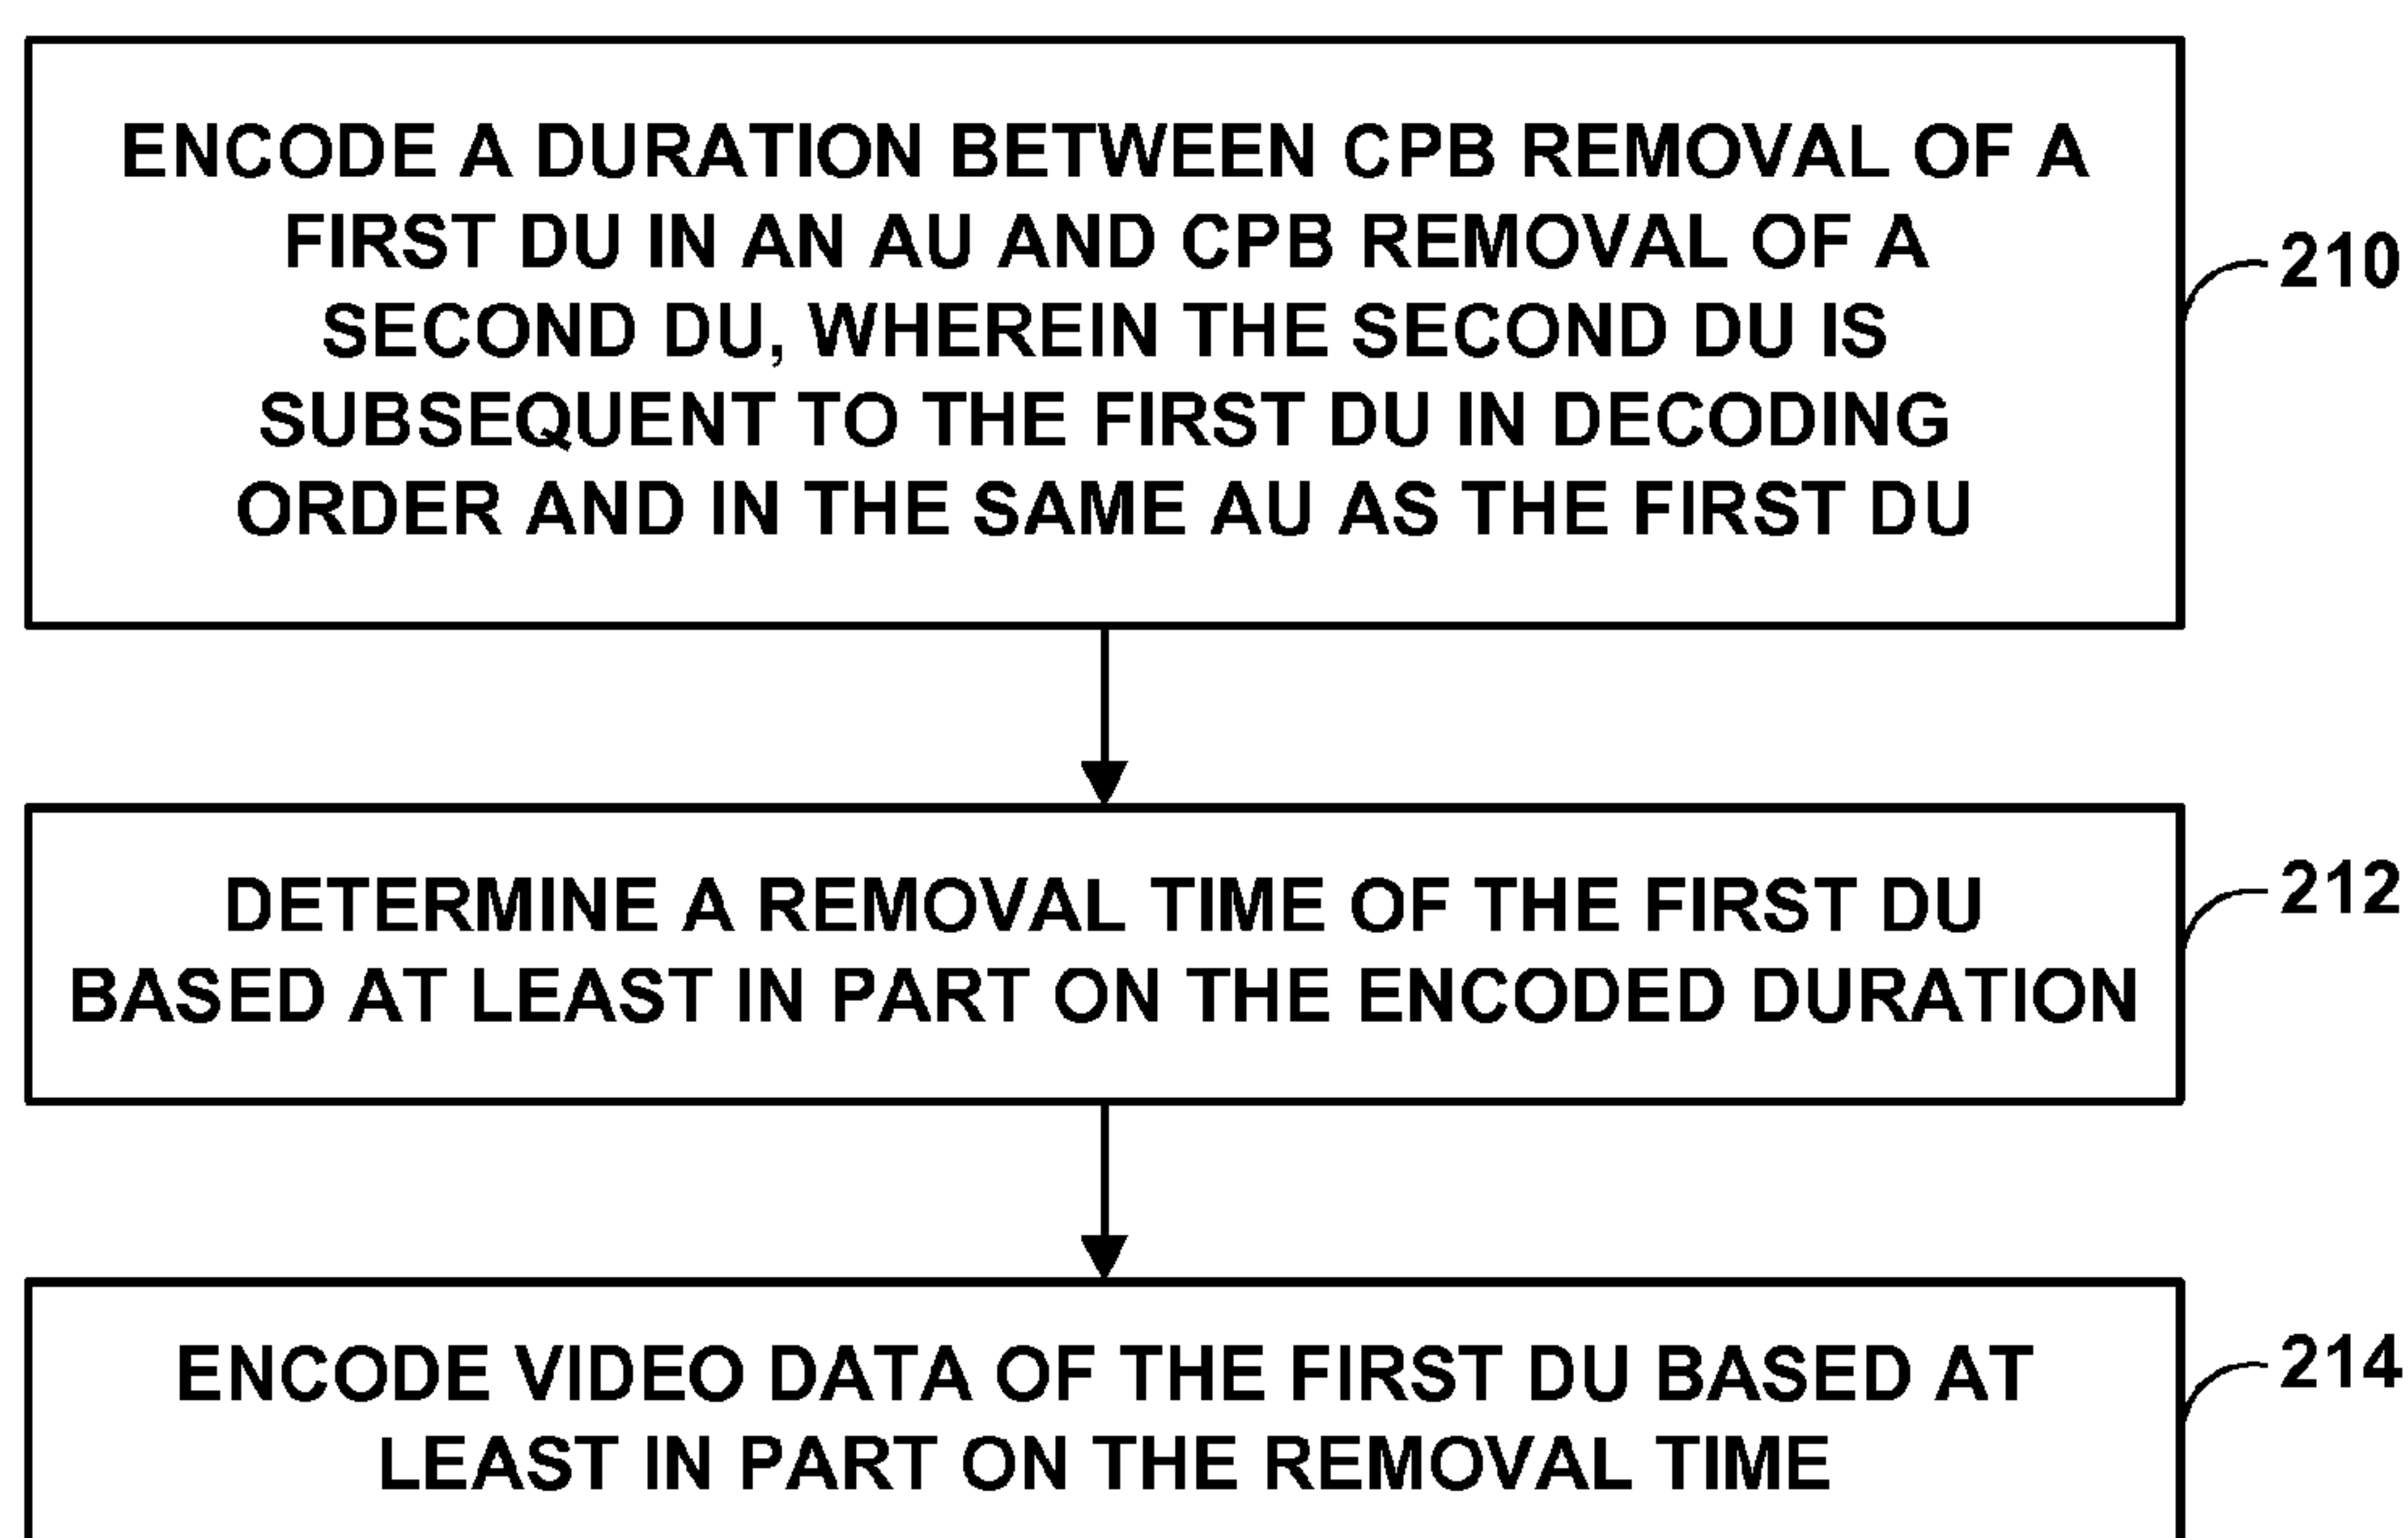 ENCODE A DURATION BETWEEN CPB REMOVAL OF A
FIRST DU IN AN AU AND CPB REMOVAL OF A
SECOND DU, WHEREIN THE SECOND DU IS
SUBSEQUENT TO THE FIRST DU IN DECODING
ORDER AND IN THE SAME AU AS THE FIRST DU
210
DETERMINE A REMOVAL TIME OF THE FIRST DU
BASED AT LEAST IN PART ON THE ENCODED DURATION
212
ENCODE VIDEO DATA OF THE FIRST DU BASED AT
LEAST IN PART ON THE REMOVAL TIME
214